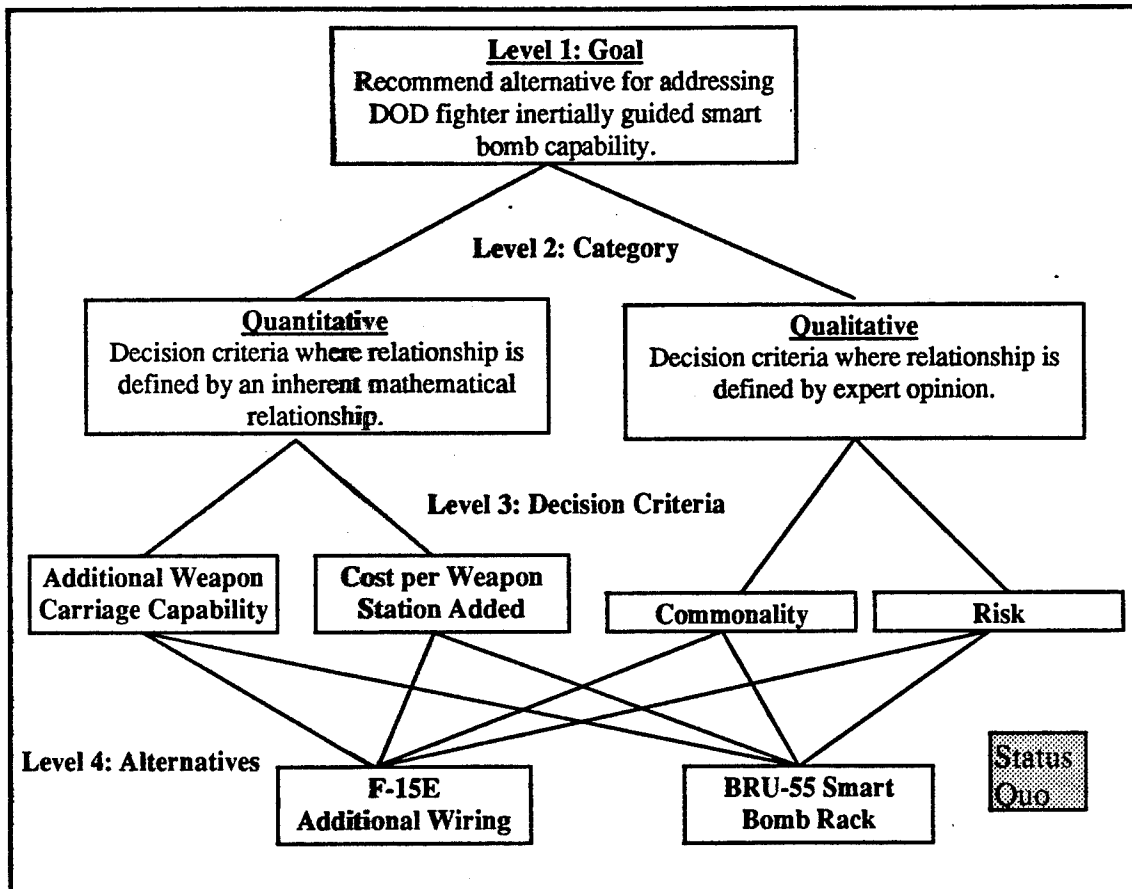 Level 1: Goal
Recommend alternative for addressing
DOD fighter inertially guided smart
bomb capability.
Level 2: Category
Quantitative
Decision criteria where relationship is
defined by an inherent mathematical
relationship.
Qualitative
Decision criteria where relationship is
defined by expert opinion.
Level 3: Decision Criteria
Additional Weapon
Carriage Capability
Cost per Weapon
Station Added
Commonality
Risk
Level 4: Alternatives
F-15E
Additional Wiring
BRU-55 Smart
Bomb Rack
Status
Quo